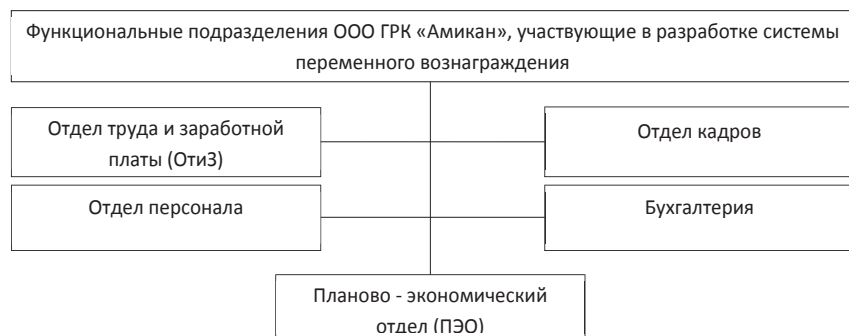 Функциональные подразделения ООО ГРК «Амикан», участвующие в разработке системы
переменного вознаграждения
Отдел труда и заработной
платы (ОтиЗ)
Отдел кадров
Отдел персонала
Бухгалтерия
Планово - экономический
отдел (ПЭО)